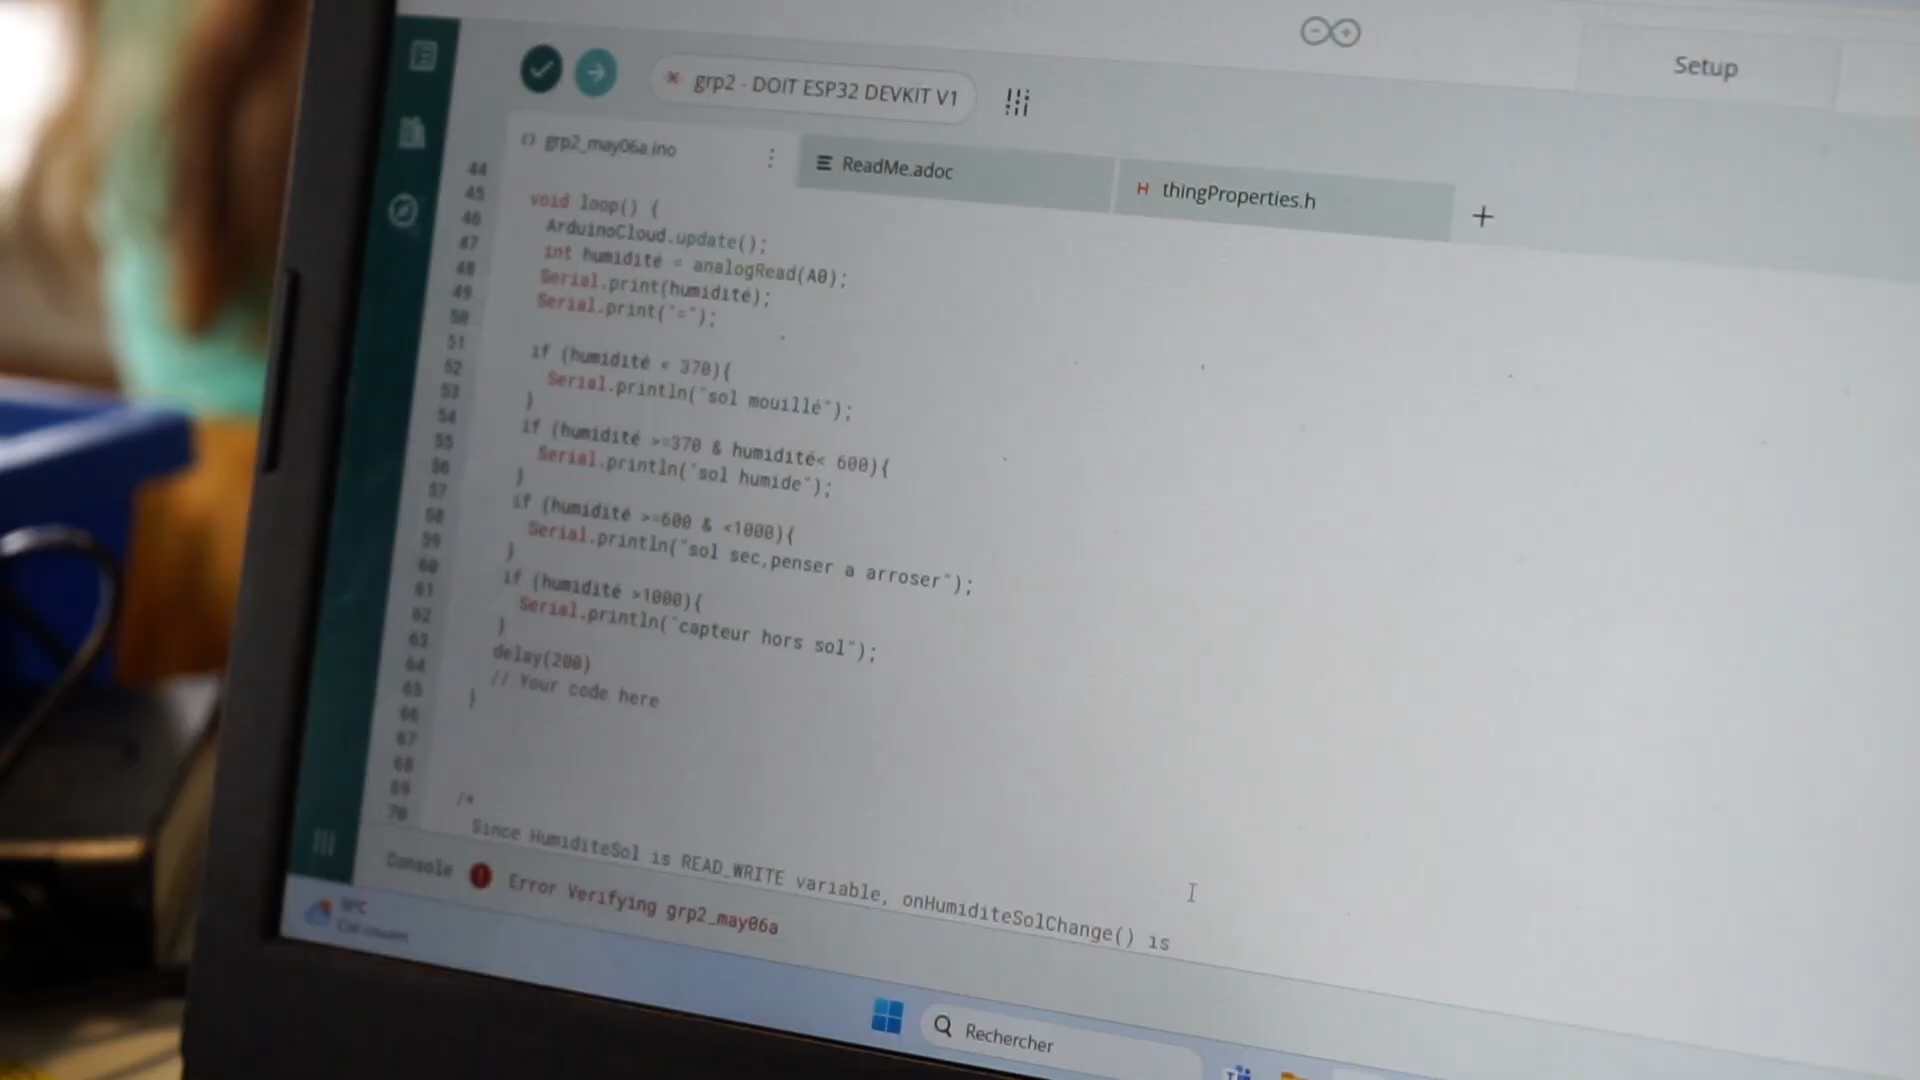 Setup
grp2 - DOIT ESP32 DEVKIT V1
grp2_may06a.ino
ReadMe.adoc
H thingProperties.h
+
44
45 void loop() {
46 ArduinoCloud.update();
47 int humidité = analogRead(A0);
48 Serial.print(humidité);
49 Serial.print("=");
50
51 if (humidité < 370){
52 Serial.println("sol mouillé");
53 }
54 if (humidité >=370 & humidité< 600){
55 Serial.println("sol humide");
56 }
57 if (humidité >=600 & <1000){
58 Serial.println("sol sec,penser a arroser");
59 }
60 if (humidité >1000){
61 Serial.println("capteur hors sol");
62 }
63 delay(200)
64 // Your code here
65 }
66
67
68
69 /*
70 Since HumiditeSol is READ_WRITE variable, onHumiditeSolChange() is
Console Error Verifying grp2_may06a
Rechercher